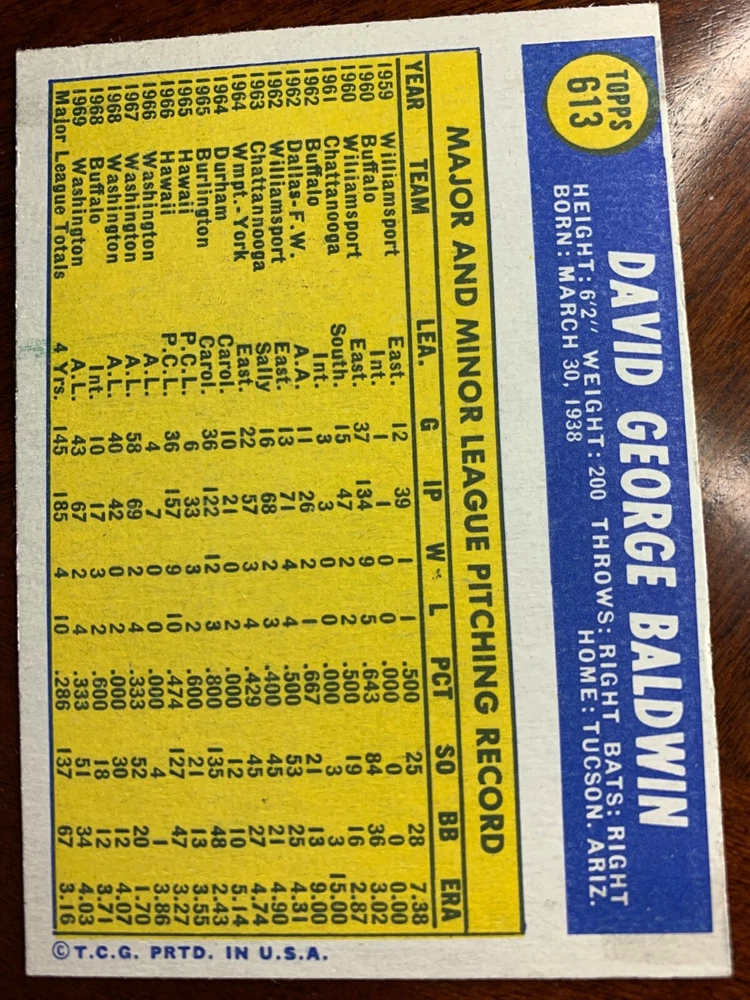 TOPPS
613
DAVID GEORGE BALDWIN
HEIGHT: 6'2" WEIGHT: 200 THROWS: RIGHT BATS: RIGHT
BORN: MARCH 30, 1938 HOME: TUCSON, ARIZ.
MAJOR AND MINOR LEAGUE PITCHING RECORD
YEAR TEAM LEA. G IP W L PCT SO BB ERA
1959 Williamsport East. 12 39 1 1 .500 25 28 7.38
1960 Buffalo Int. 1 1 0 0 .000 0 0 0.00
1960 Williamsport East. 37 134 9 5 .643 84 36 3.02
1961 Chattanooga South. 15 47 2 2 .500 19 16 2.87
1962 Buffalo Int. 3 3 0 0 .000 3 3 15.00
1962 Dallas-F.W. A.A. 11 26 2 1 .667 21 13 9.00
1962 Williamsport East. 13 71 4 4 .500 53 25 4.31
1963 Chattanooga Sally 16 68 2 3 .400 45 21 4.90
1964 Wmpt.-York East. 22 57 3 4 .429 45 27 4.74
1964 Durham Carol. 10 21 0 2 .000 12 10 5.14
1965 Burlington Carol. 36 122 12 3 .800 135 48 2.43
1965 Hawaii P.C.L. 6 33 3 2 .600 21 13 3.55
1966 Hawaii P.C.L. 36 157 9 10 .474 127 47 3.27
1966 Washington A.L. 4 7 0 0 .000 4 1 3.86
1967 Washington A.L. 58 69 2 4 .333 52 20 1.70
1968 Washington A.L. 40 42 0 2 .000 30 12 4.07
1968 Buffalo Int. 10 17 3 2 .600 18 12 3.71
1969 Washington A.L. 43 67 2 4 .333 51 34 4.03
Major League Totals 4 Yrs. 145 185 4 10 .286 137 67 3.16
© T.C.G. PRTD. IN U.S.A.